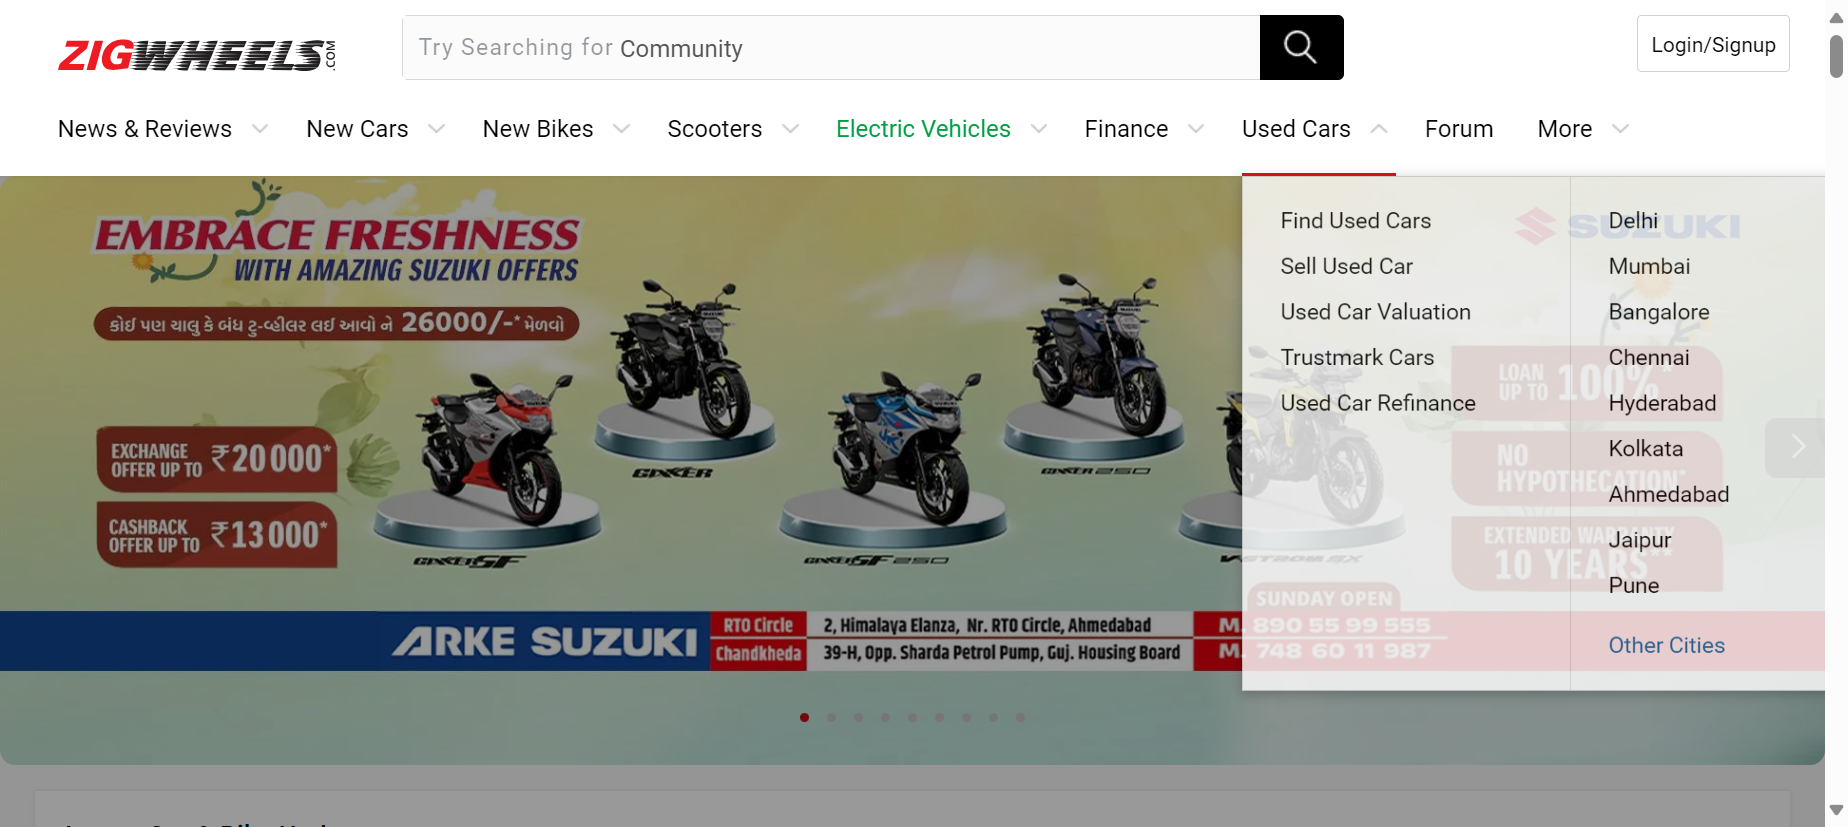 ZIGWHEELS.COM
Try Searching for Community
Login/Signup
News & Reviews
New Cars
New Bikes
Scooters
Electric Vehicles
Finance
Used Cars
Forum
More
EMBRACE FRESHNESS
WITH AMAZING SUZUKI OFFERS
કોઈ પણ ચાલુ કે બંધ ટુ-વ્હીલર લઈ આવો ને 26000/-* મેળવો
EXCHANGE
OFFER UP TO ₹20000*
CASHBACK
OFFER UP TO ₹13000*
GIXXER SF
GIXXER
GIXXER SF 250
GIXXER 250
V-STROM SX
SUZUKI
LOAN
UP TO 100%*
NO
HYPOTHECATION*
EXTENDED WARRANTY
10 YEARS**
SUNDAY OPEN
ARKE SUZUKI
RTO Circle
2, Himalaya Elanza, Nr. RTO Circle, Ahmedabad
M. 890 55 99 555
Chandkheda
39-H, Opp. Sharda Petrol Pump, Guj. Housing Board
M. 748 60 11 987
Find Used Cars
Sell Used Car
Used Car Valuation
Trustmark Cars
Used Car Refinance
Delhi
Mumbai
Bangalore
Chennai
Hyderabad
Kolkata
Ahmedabad
Jaipur
Pune
Other Cities